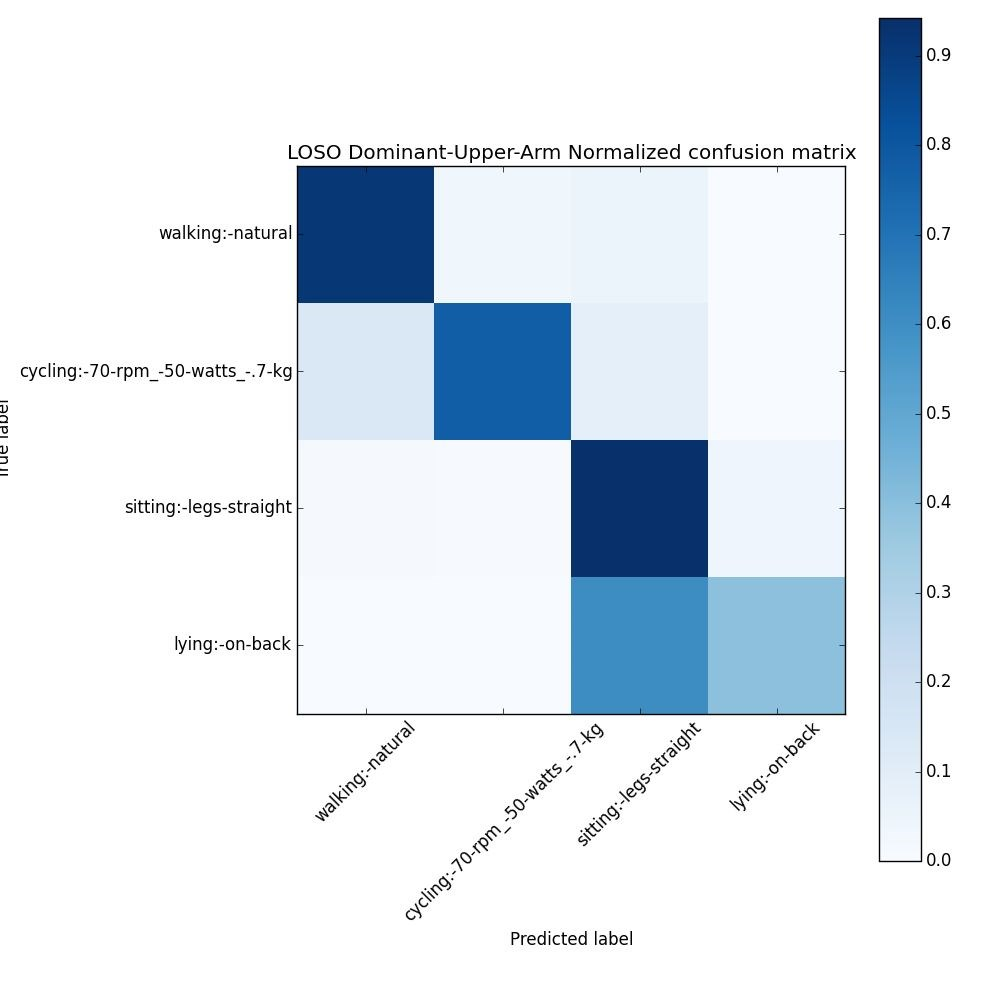 LOSO Dominant-Upper-Arm Normalized confusion matrix
walking:-natural
cycling:-70-rpm_-50-watts_-.7-kg
sitting:-legs-straight
lying:-on-back
True label
walking:-natural
cycling:-70-rpm_-50-watts_-.7-kg
sitting:-legs-straight
lying:-on-back
Predicted label
0.9
0.8
0.7
0.6
0.5
0.4
0.3
0.2
0.1
0.0